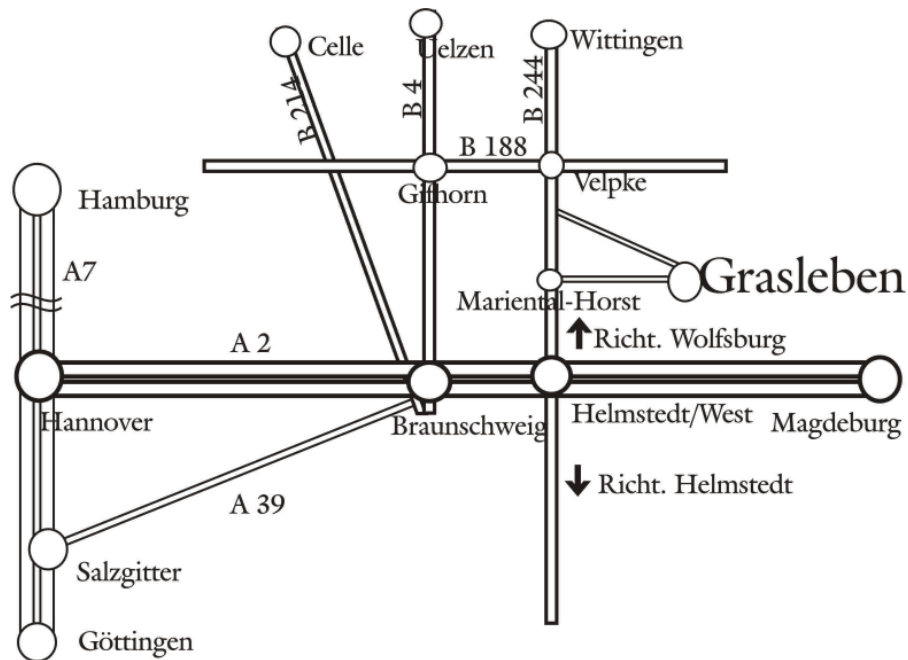 Celle
Uelzen
Wittingen
B 214
B 4
B 244
B 188
Hamburg
Gifhorn
Velpke
A7
Grasleben
Mariental-Horst
A 2
Richt. Wolfsburg
Hannover
Braunschweig
Helmstedt/West
Magdeburg
A 39
Richt. Helmstedt
Salzgitter
Göttingen